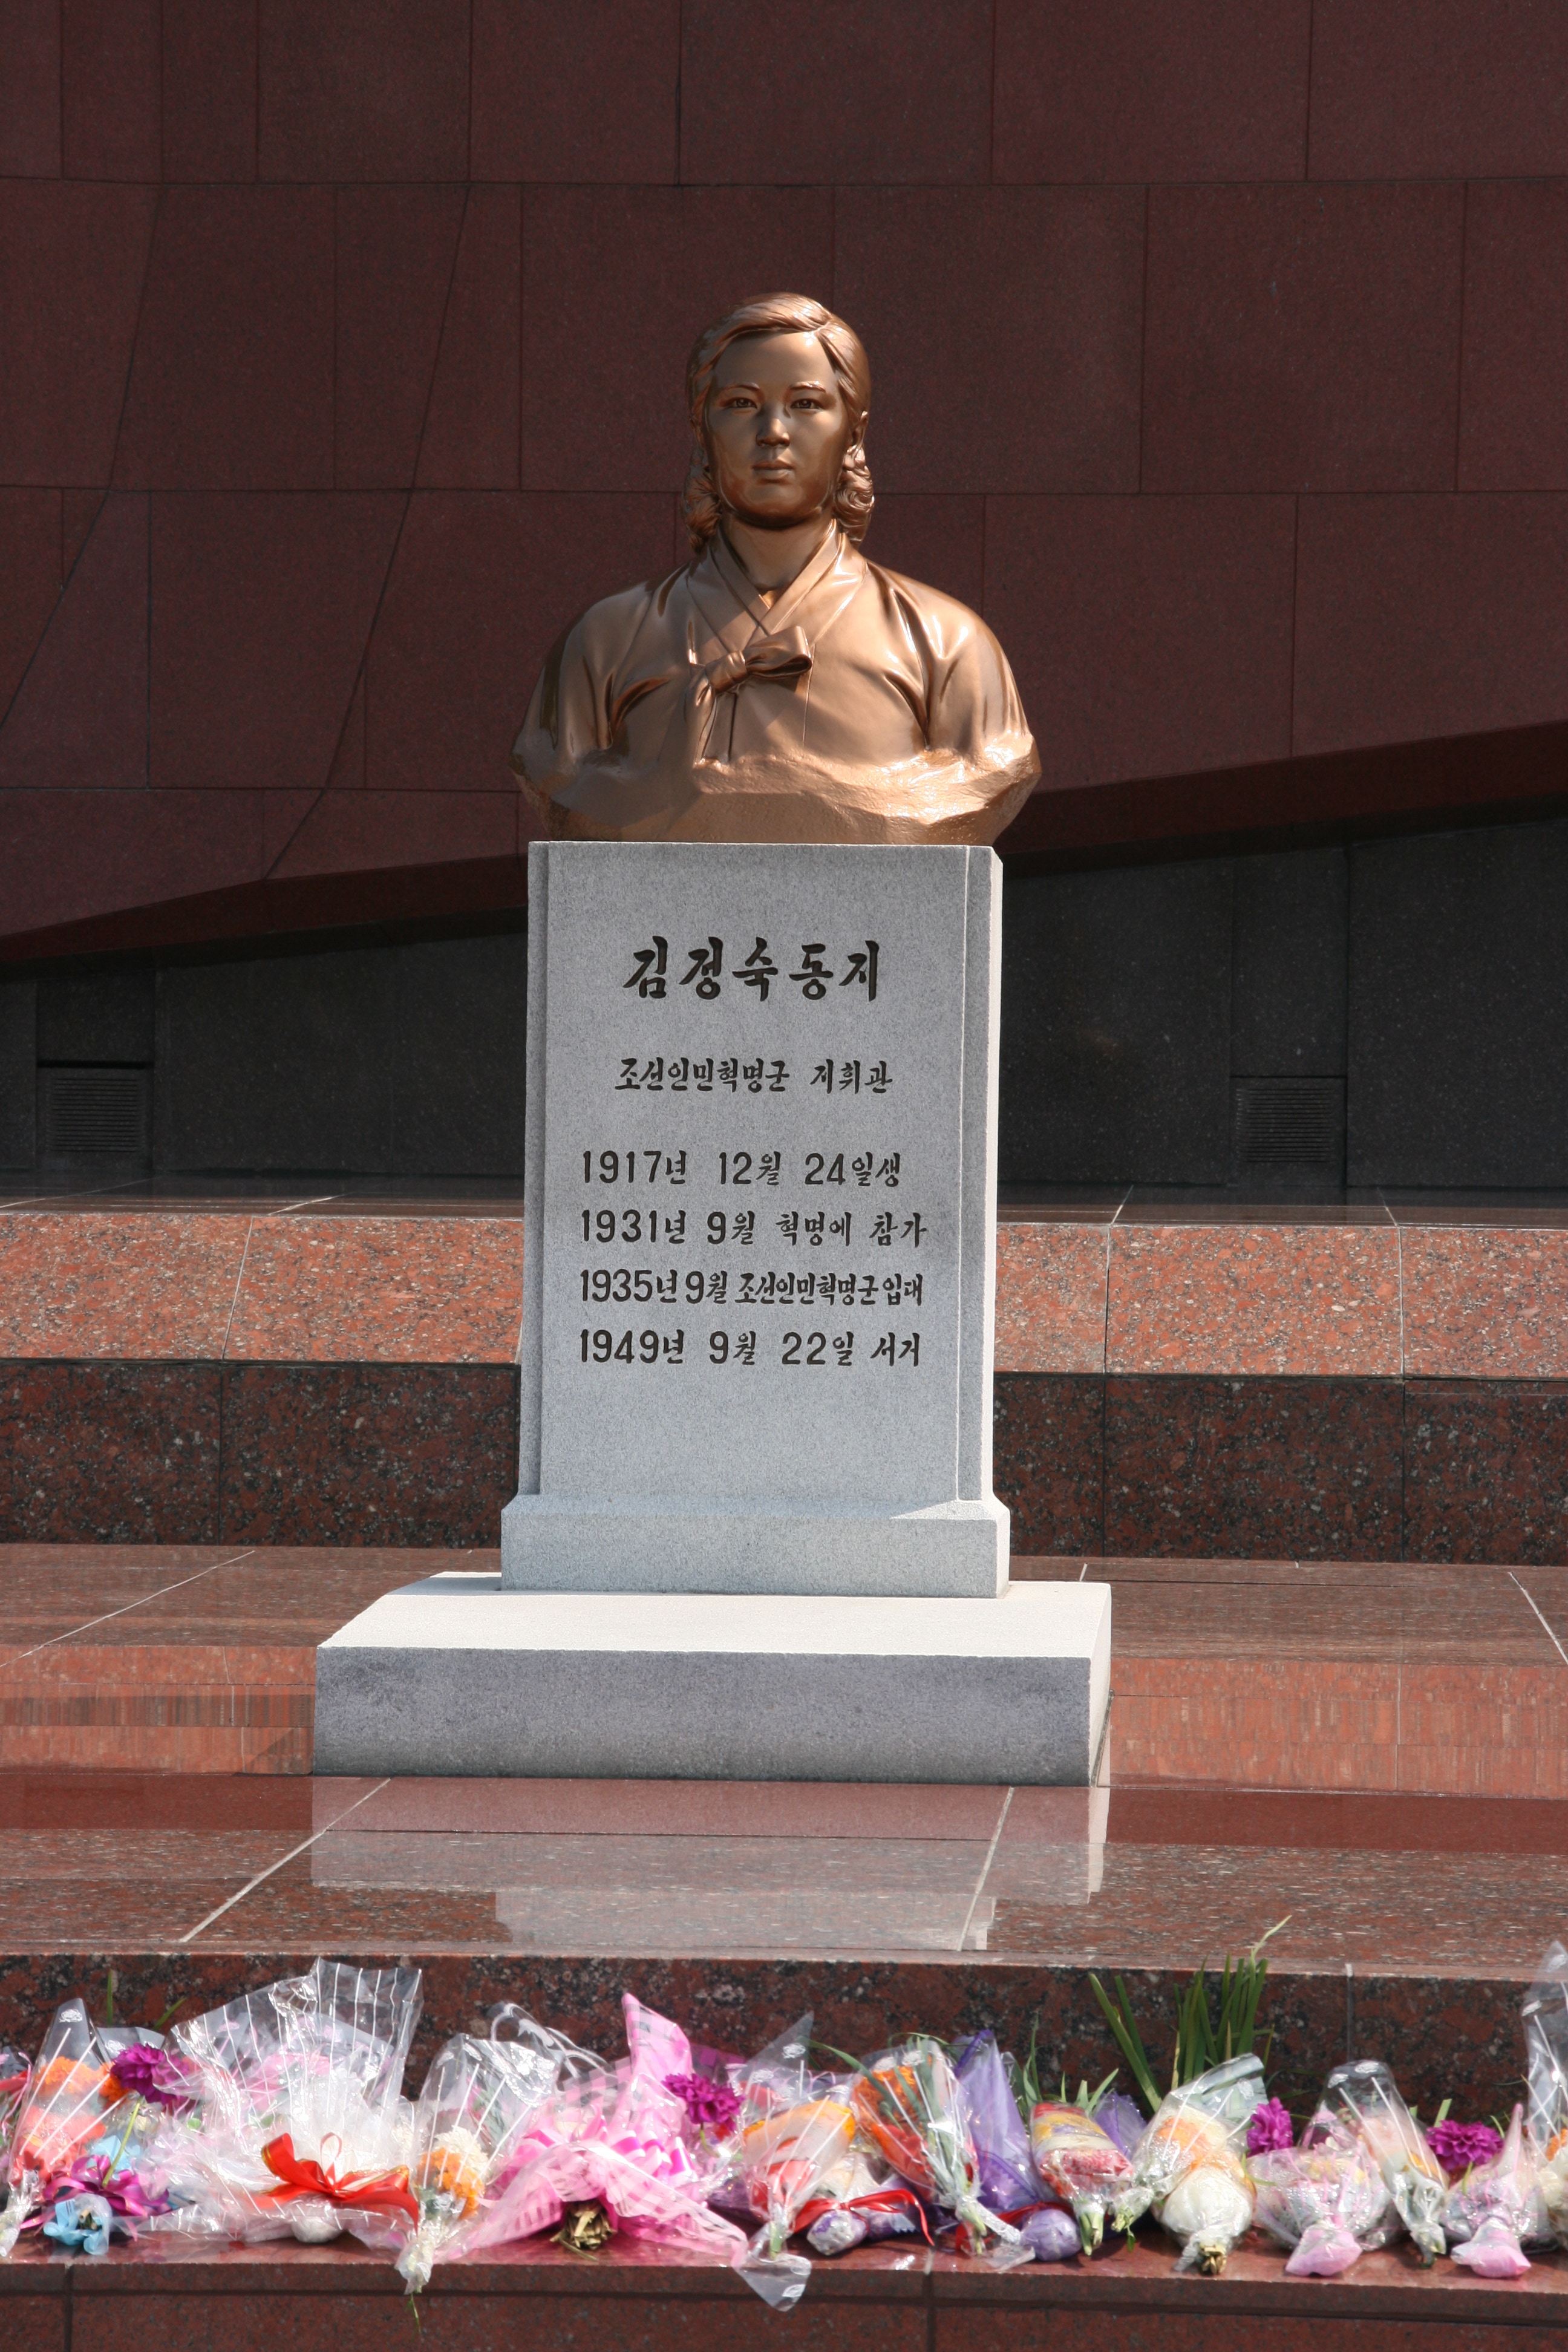 김정숙동지
조선인민혁명군 지휘관
1917년 12월 24일생
1931년 9월 혁명에 참가
1935년 9월 조선인민혁명군 입대
1949년 9월 22일 서거